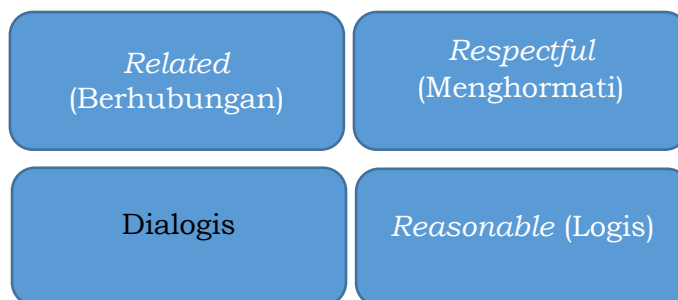 Related
(Berhubungan)
Respectful
(Menghormati)
Dialogis
Reasonable (Logis)